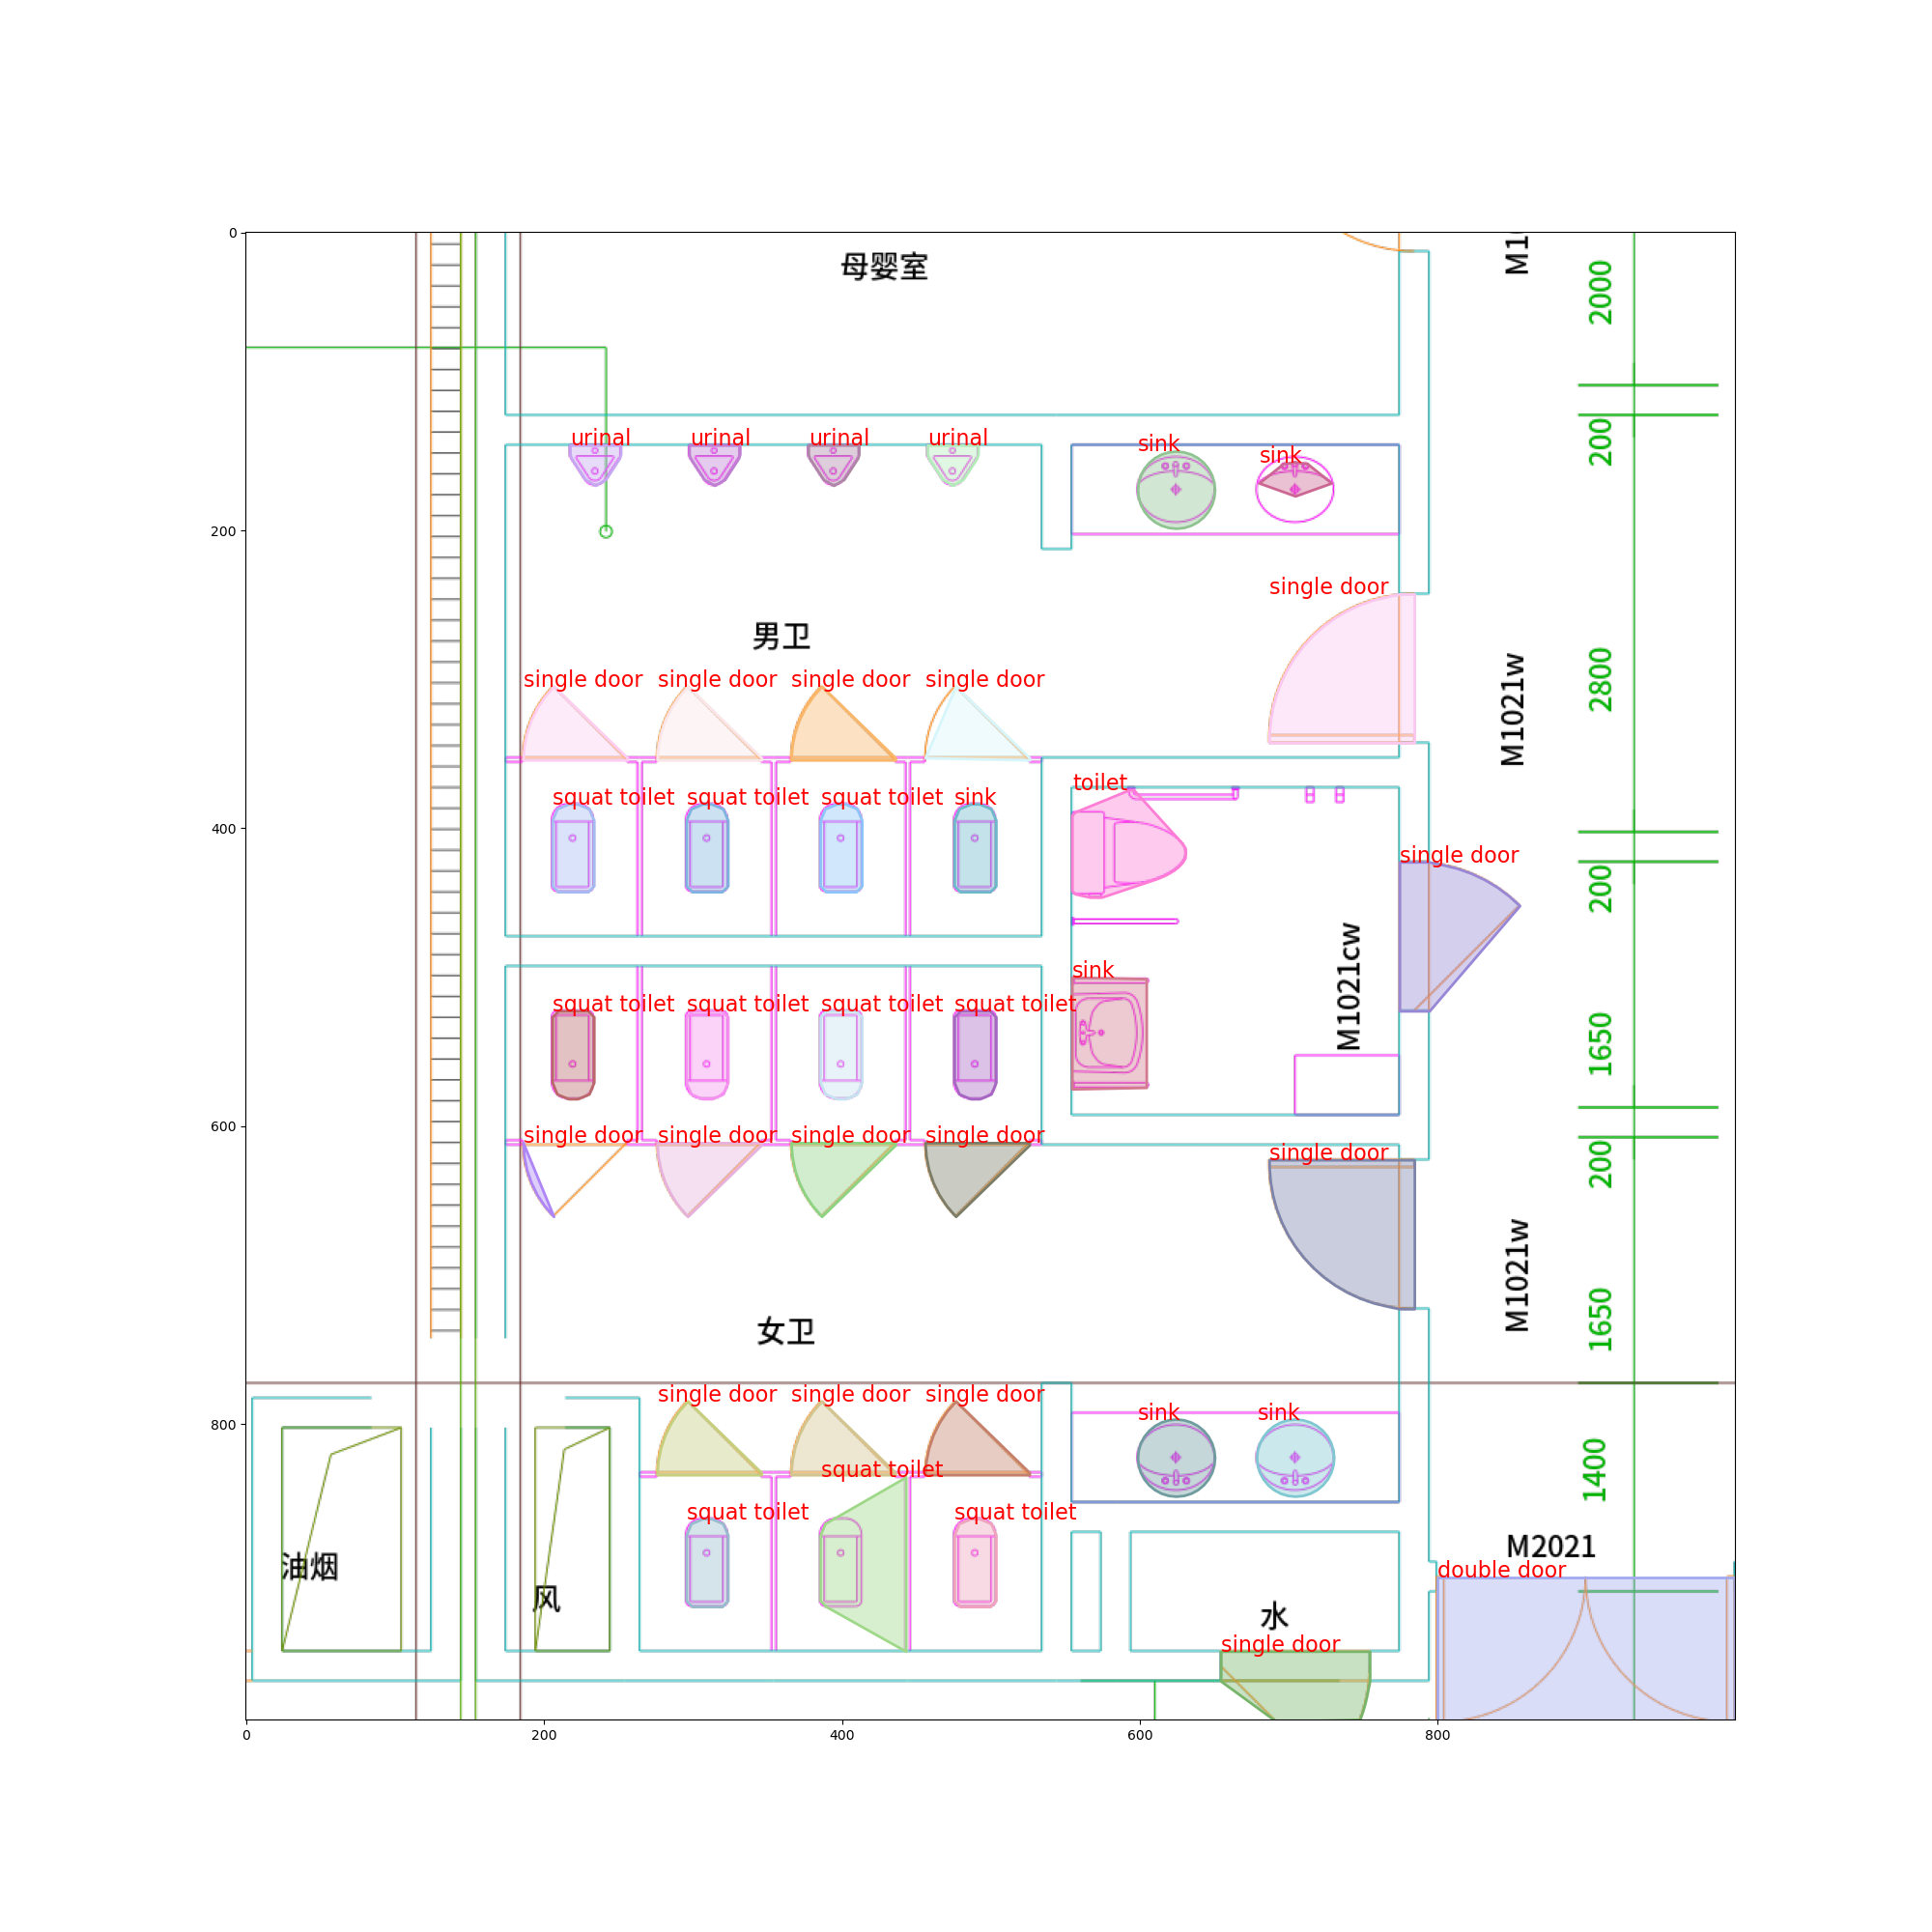 0
200
400
600
800
0
200
400
600
800
母婴室
2000
urinal
urinal
urinal
urinal
sink
sink
200
single door
男卫
M1021w
2800
single door
single door
single door
single door
squat toilet
squat toilet
squat toilet
sink
toilet
single door
200
sink
M1021cw
squat toilet
squat toilet
squat toilet
squat toilet
1650
single door
single door
single door
single door
single door
200
M1021w
女卫
1650
single door
single door
single door
sink
sink
squat toilet
squat toilet
squat toilet
1400
M2021
double door
油烟
风
水
single door